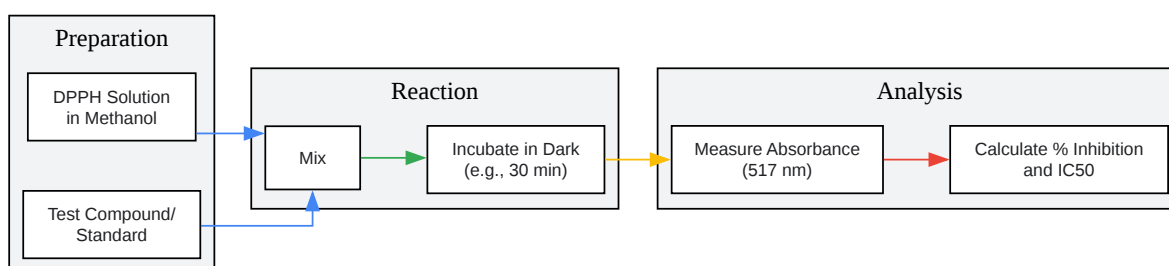 Preparation
DPPH Solution
in Methanol
Test Compound/
Standard
Reaction
Mix
Incubate in Dark
(e.g., 30 min)
Analysis
Measure Absorbance
(517 nm)
Calculate % Inhibition
and IC50